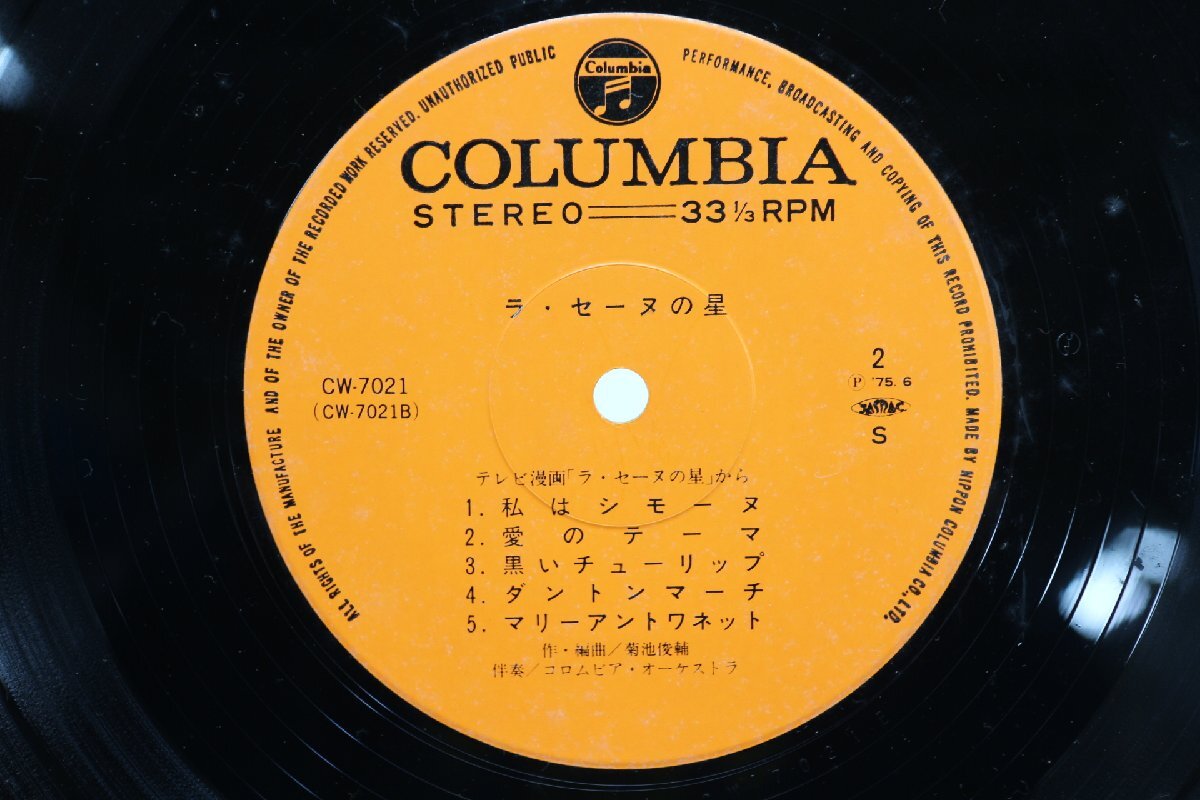 Columbia
COLUMBIA
STEREO 33 ⅓ RPM
ラ・セーヌの星
CW-7021
(CW-7021B)
2
Ⓟ '75. 6
JASRAC
S
テレビ漫画「ラ・セーヌの星」から
1. 私はシモーヌ
2. 愛のテーマ
3. 黒いチューリップ
4. ダントンマーチ
5. マリーアントワネット
作・編曲/菊池俊輔
伴奏/コロムビア・オーケストラ
ALL RIGHTS OF THE MANUFACTURE AND OF THE OWNER OF THE RECORDED WORK RESERVED. UNAUTHORIZED PUBLIC PERFORMANCE, BROADCASTING AND COPYING OF THIS RECORD PROHIBITED. MADE BY NIPPON COLUMBIA CO., LTD.